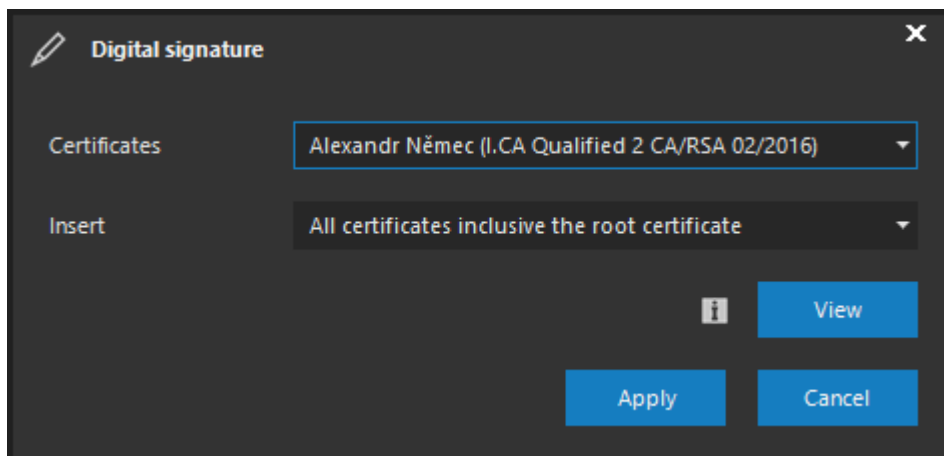 Digital signature
Certificates
Alexandr Němec (I.CA Qualified 2 CA/RSA 02/2016)
Insert
All certificates inclusive the root certificate
View
Apply
Cancel